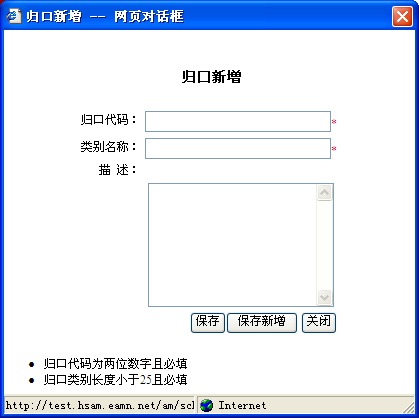 归口新增 -- 网页对话框
归口新增
归口代码：*
类别名称：*
描 述：
保存 保存新增 关闭
归口代码为两位数字且必填
归口类别长度小于25且必填
http://test.hsam.eamn.net/am/scl Internet